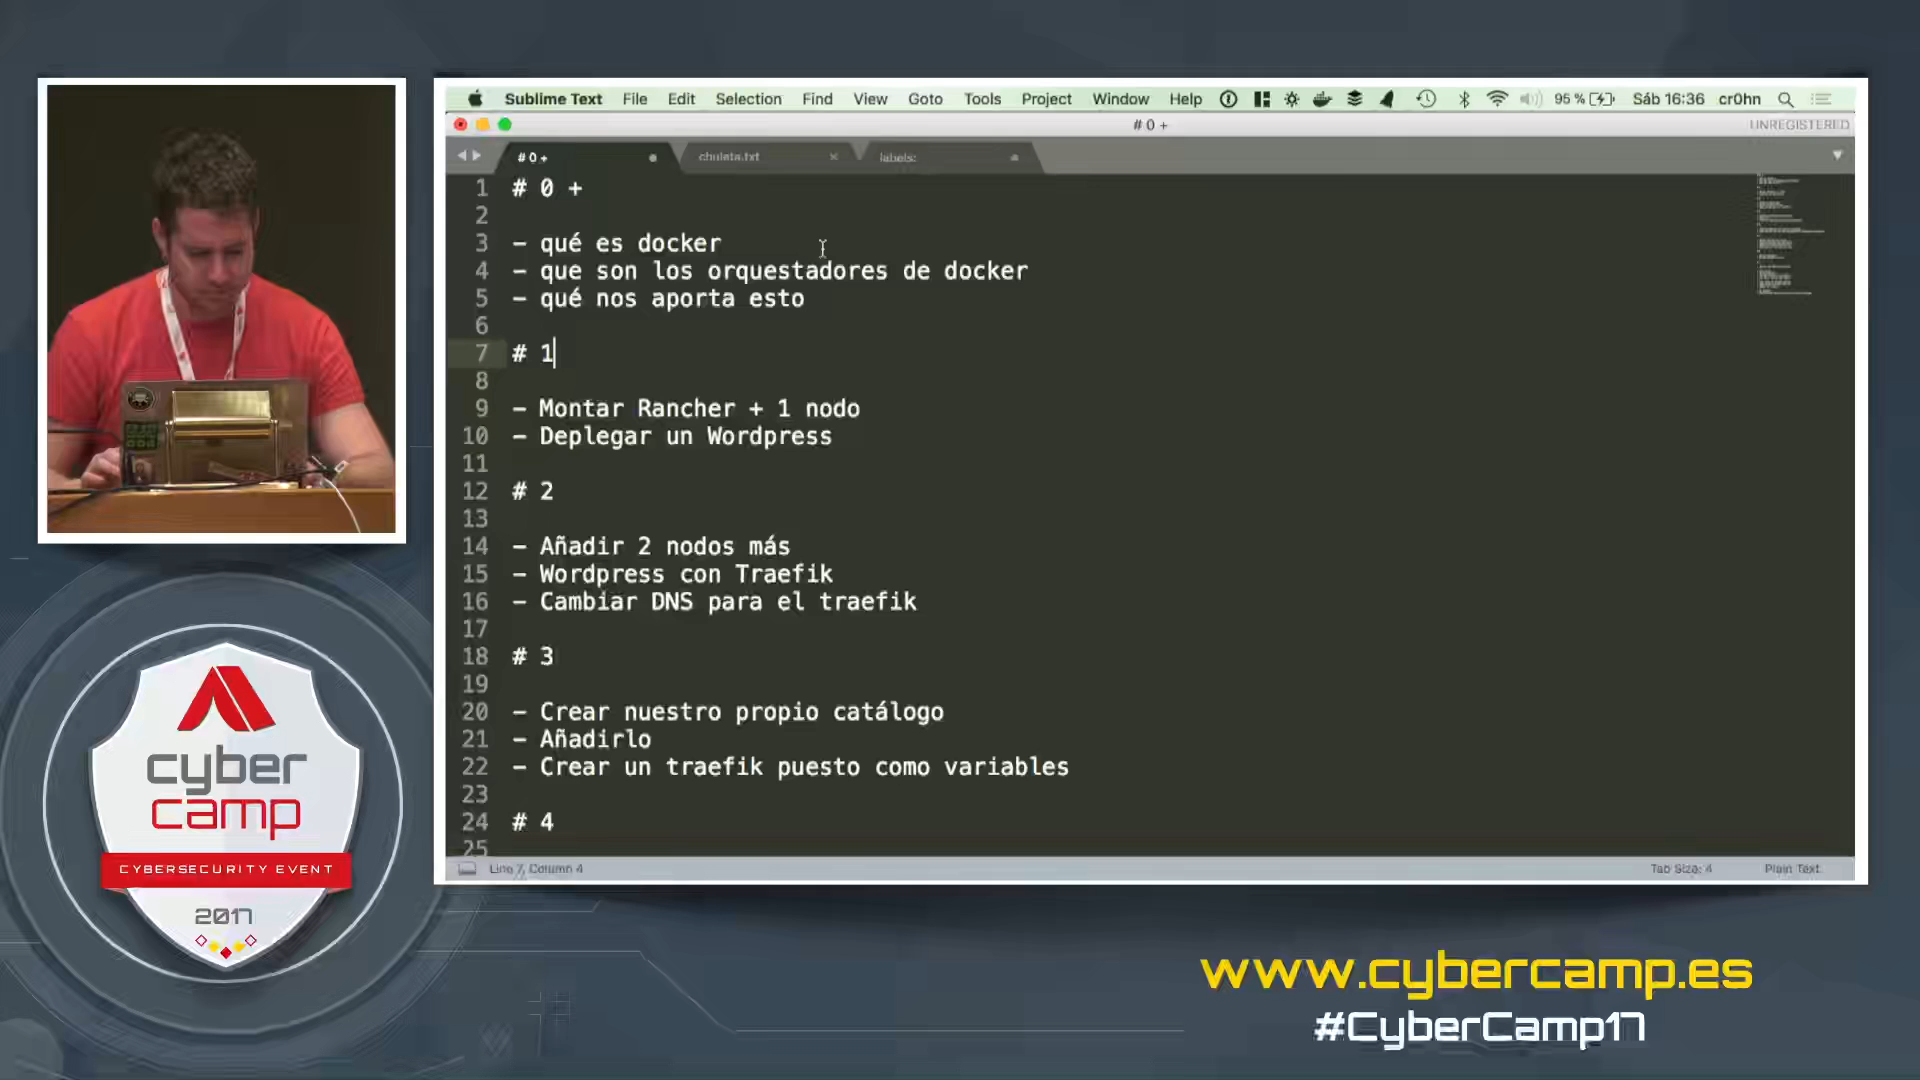 Sublime Text File Edit Selection Find View Goto Tools Project Window Help 95 % Sáb 16:36 cr0hn
# 0 +
UNREGISTERED
# 0 + chuleta.txt labels:
1 # 0 +
2
3 - qué es docker
4 - que son los orquestadores de docker
5 - qué nos aporta esto
6
7 # 1
8
9 - Montar Rancher + 1 nodo
10 - Deplegar un Wordpress
11
12 # 2
13
14 - Añadir 2 nodos más
15 - Wordpress con Traefik
16 - Cambiar DNS para el traefik
17
18 # 3
19
20 - Crear nuestro propio catálogo
21 - Añadirlo
22 - Crear un traefik puesto como variables
23
24 # 4
25
Line 7, Column 4 Tab Size: 4 Plain Text
cyber
camp
CYBERSECURITY EVENT
2017
www.cybercamp.es
#CyberCamp17